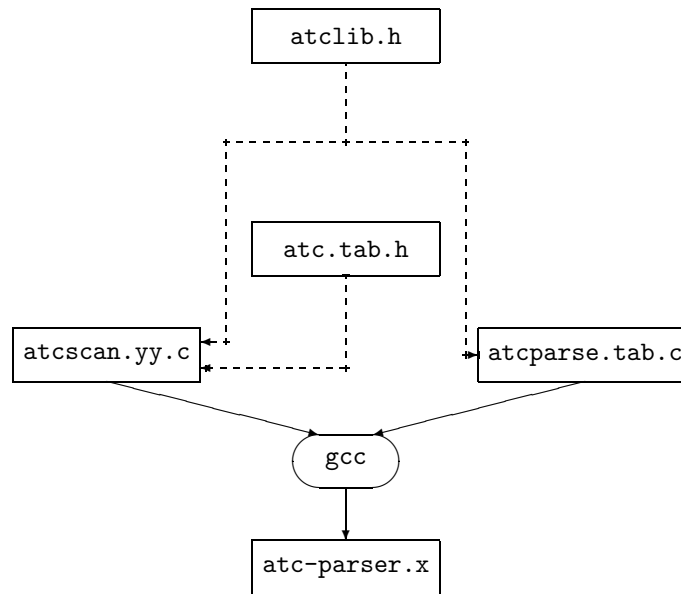 atclib.h
atc.tab.h
atcscan.yy.c
atcparse.tab.c
gcc
atc-parser.x